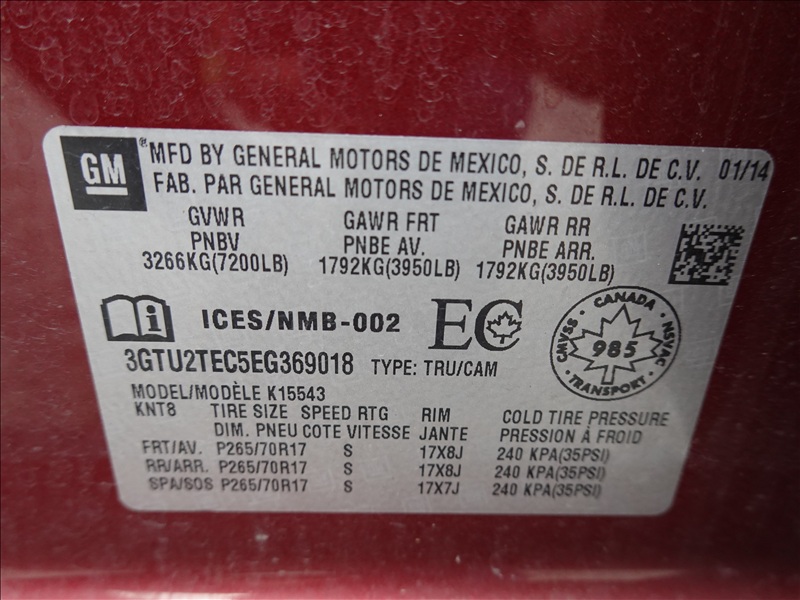 GM ® MFD BY GENERAL MOTORS DE MEXICO, S. DE R.L. DE C.V. 01/14
FAB. PAR GENERAL MOTORS DE MEXICO, S. DE R.L. DE C.V.
GVWR GAWR FRT GAWR RR
PNBV PNBE AV. PNBE ARR.
3266KG(7200LB) 1792KG(3950LB) 1792KG(3950LB)
i ICES/NMB-002 EC CANADA CMVSS 985 NSVAC TRANSPORT
3GTU2TEC5EG369018 TYPE: TRU/CAM
MODEL/MODÈLE K15543
KNT8 TIRE SIZE SPEED RTG RIM COLD TIRE PRESSURE
DIM. PNEU COTE VITESSE JANTE PRESSION À FROID
FRT/AV. P265/70R17 S 17X8J 240 KPA(35PSI)
RR/ARR. P265/70R17 S 17X8J 240 KPA(35PSI)
SPA/SOS P265/70R17 S 17X7J 240 KPA(35PSI)